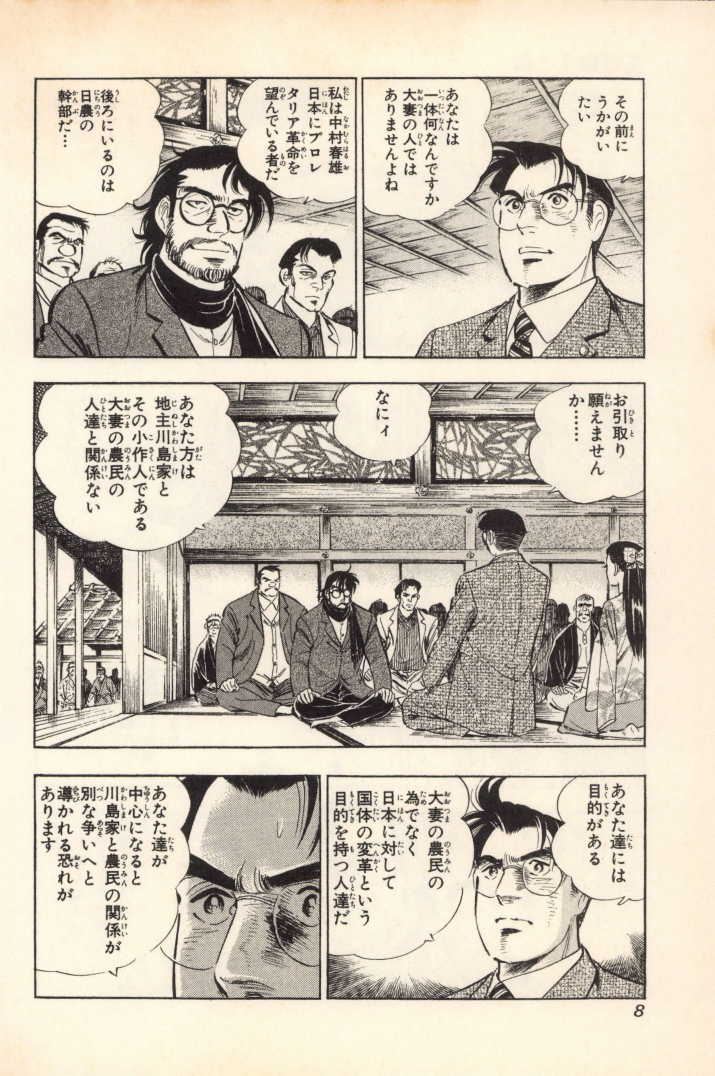 その前に
うかがい
たい
あなたは
一体何なんですか
大妻の人では
ありませんよね
私は中村春雄
日本にプロレ
タリア革命を
望んでいる者だ
後ろにいるのは
日農の
幹部だ…
お引取り
願えません
か……
なにィ
あなた方は
地主川島家と
その小作人である
大妻の農民の
人達と関係ない
あなた達には
目的がある
大妻の農民の
為でなく
日本に対して
国体の変革という
目的を持つ人達だ
あなた達が
中心になると
川島家と農民の関係が
別な争いへと
導かれる恐れが
あります
8